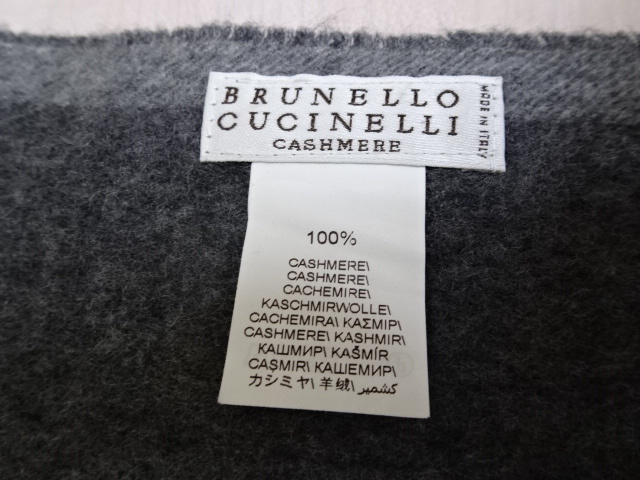 BRUNELLO
CUCINELLI
CASHMERE
MADE IN ITALY
100%
CASHMERE\
CASHMERE\
CACHEMIRE\
KASCHMIRWOLLE\
CACHEMIRA\ ΚΑΣΜΙΡ\
CASHMERE\ KASHMIR\
КАШМИР\ KAŠMÍR
CAȘMIR\ КАШЕМИР\
カシミヤ\ 羊绒\ كشمير